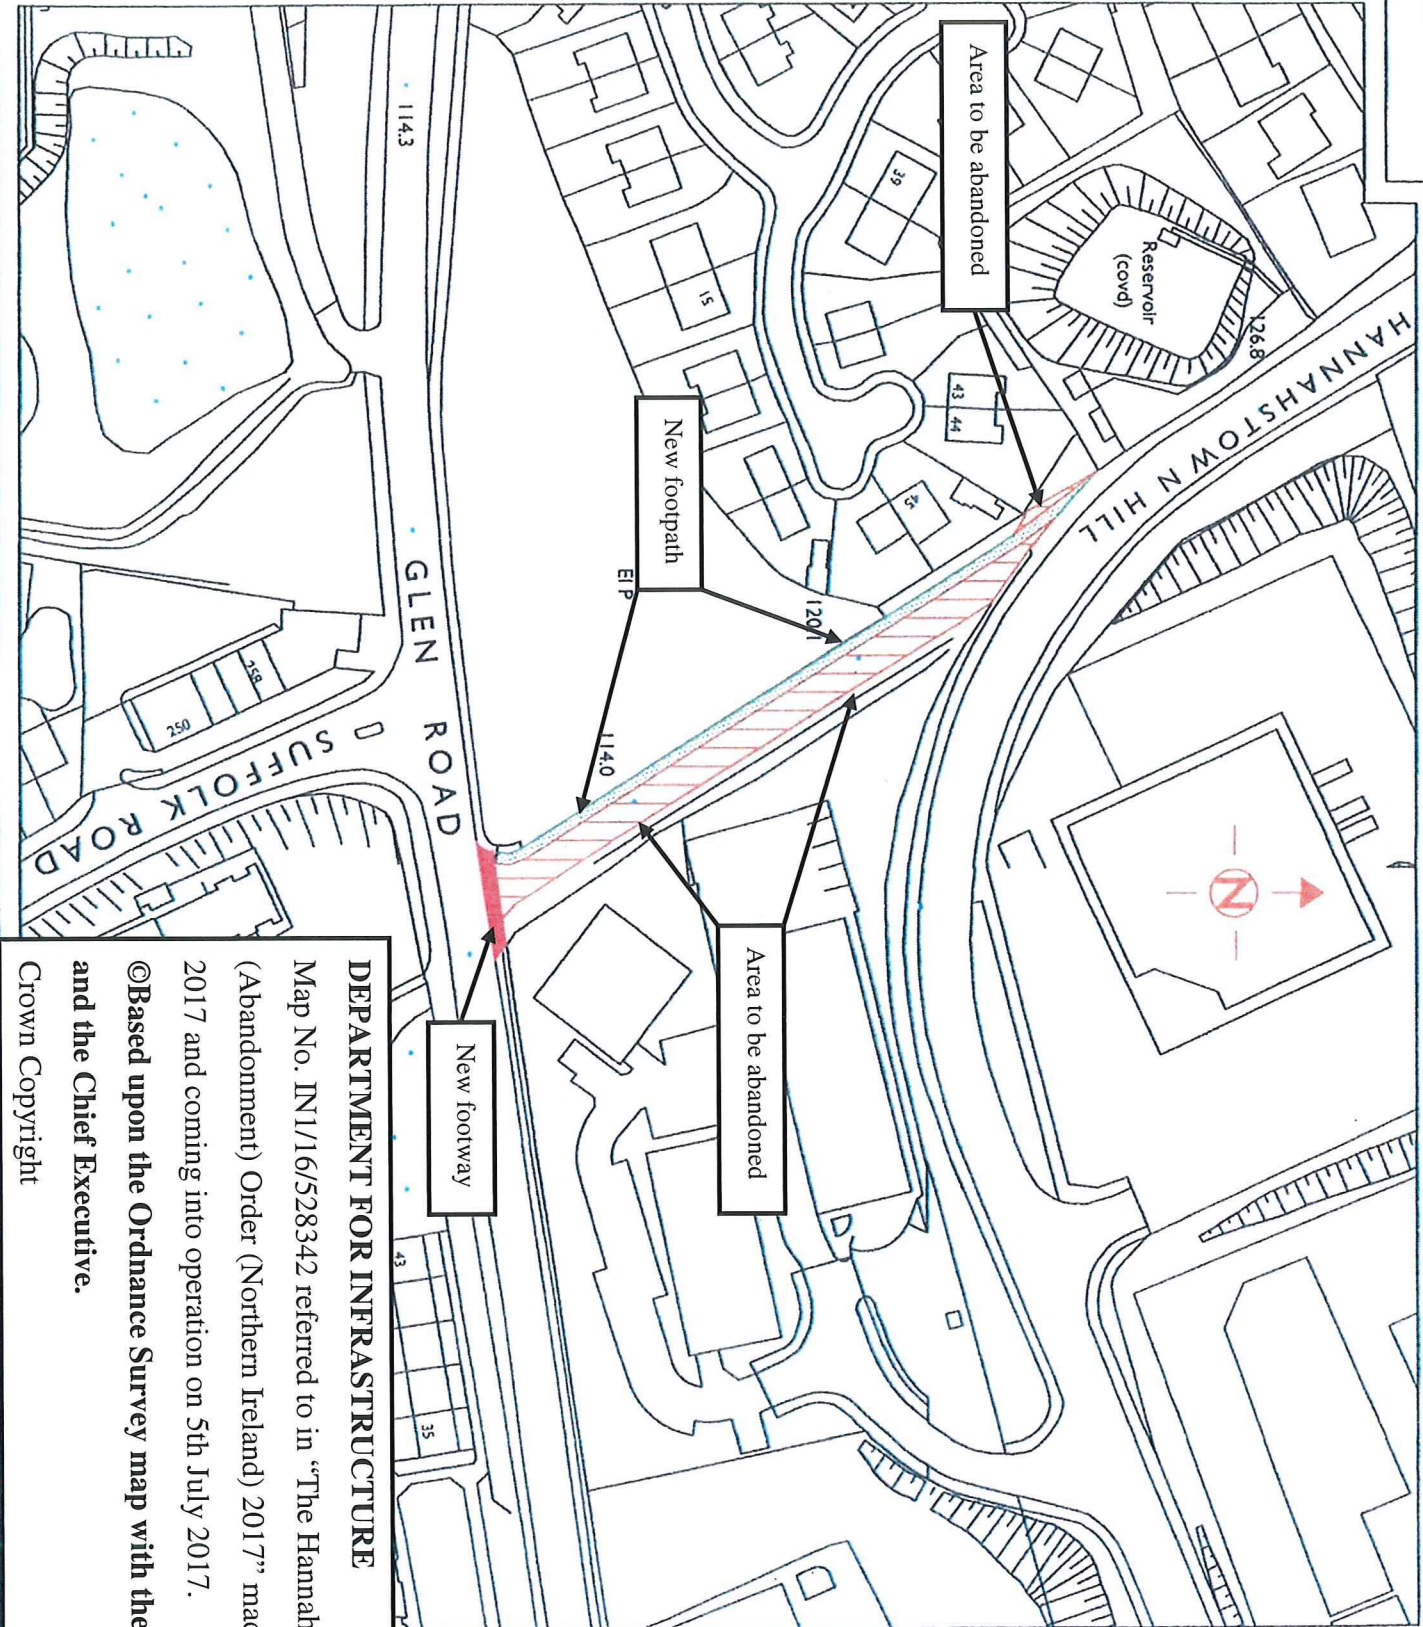 Area to be abandoned
Reservoir
(covd)
126.8
HANNAHSTOWN HILL
39
43
44
45
15
114.3
New footpath
El P
120.1
114.0
GLEN ROAD
SUFFOLK ROAD
258
250
N
Area to be abandoned
New footway
43
35
DEPARTMENT FOR INFRASTRUCTURE
Map No. IN1/16/528342 referred to in “The Hannah
(Abandonment) Order (Northern Ireland) 2017” mad
2017 and coming into operation on 5th July 2017.
©Based upon the Ordnance Survey map with the
and the Chief Executive.
Crown Copyright